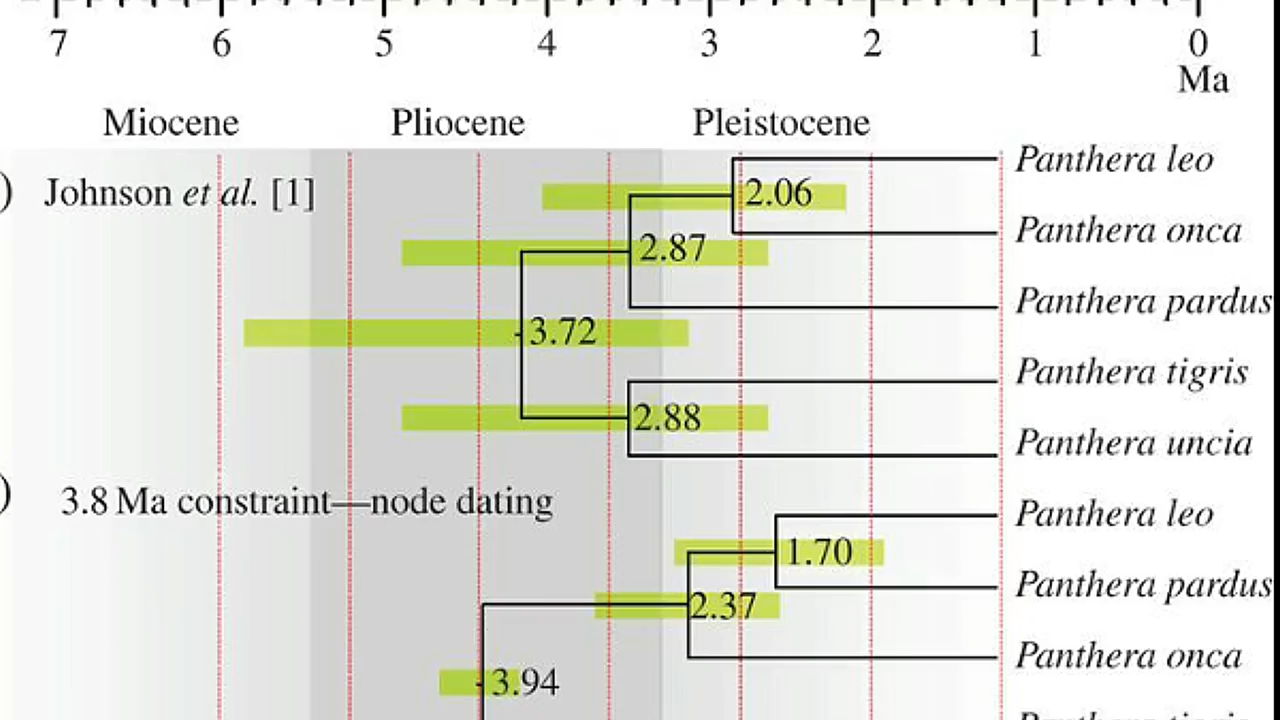 7 6 5 4 3 2 1 0
Ma
Miocene Pliocene Pleistocene
Panthera leo
) Johnson et al. [1] 2.06
Panthera onca
2.87
Panthera pardus
3.72
Panthera tigris
2.88
Panthera uncia
) 3.8 Ma constraint—node dating
Panthera leo
1.70
Panthera pardus
2.37
Panthera onca
3.94